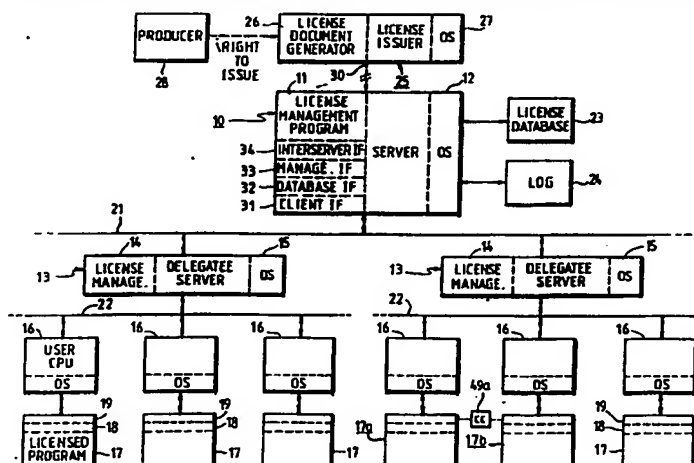 26
LICENSE DOCUMENT GENERATOR
LICENSE ISSUER
OS
27
PRODUCER
28
RIGHT TO ISSUE
30
25
11
12
10
LICENSE MANAGEMENT PROGRAM
SERVER
OS
34 INTERSERVER IF
33 MANAGE. IF
32 DATABASE IF
31 CLIENT IF
LICENSE DATABASE
23
LOG
24
21
14
15
13
LICENSE MANAGE.
DELEGATEE SERVER
OS
14
15
13
LICENSE MANAGE.
DELEGATEE SERVER
OS
22
22
16
16
16
16
16
16
USER CPU
OS
OS
OS
OS
OS
OS
19
18
LICENSED PROGRAM
17
19
18
17
17
17a
49a
CC
17b
19
18
17